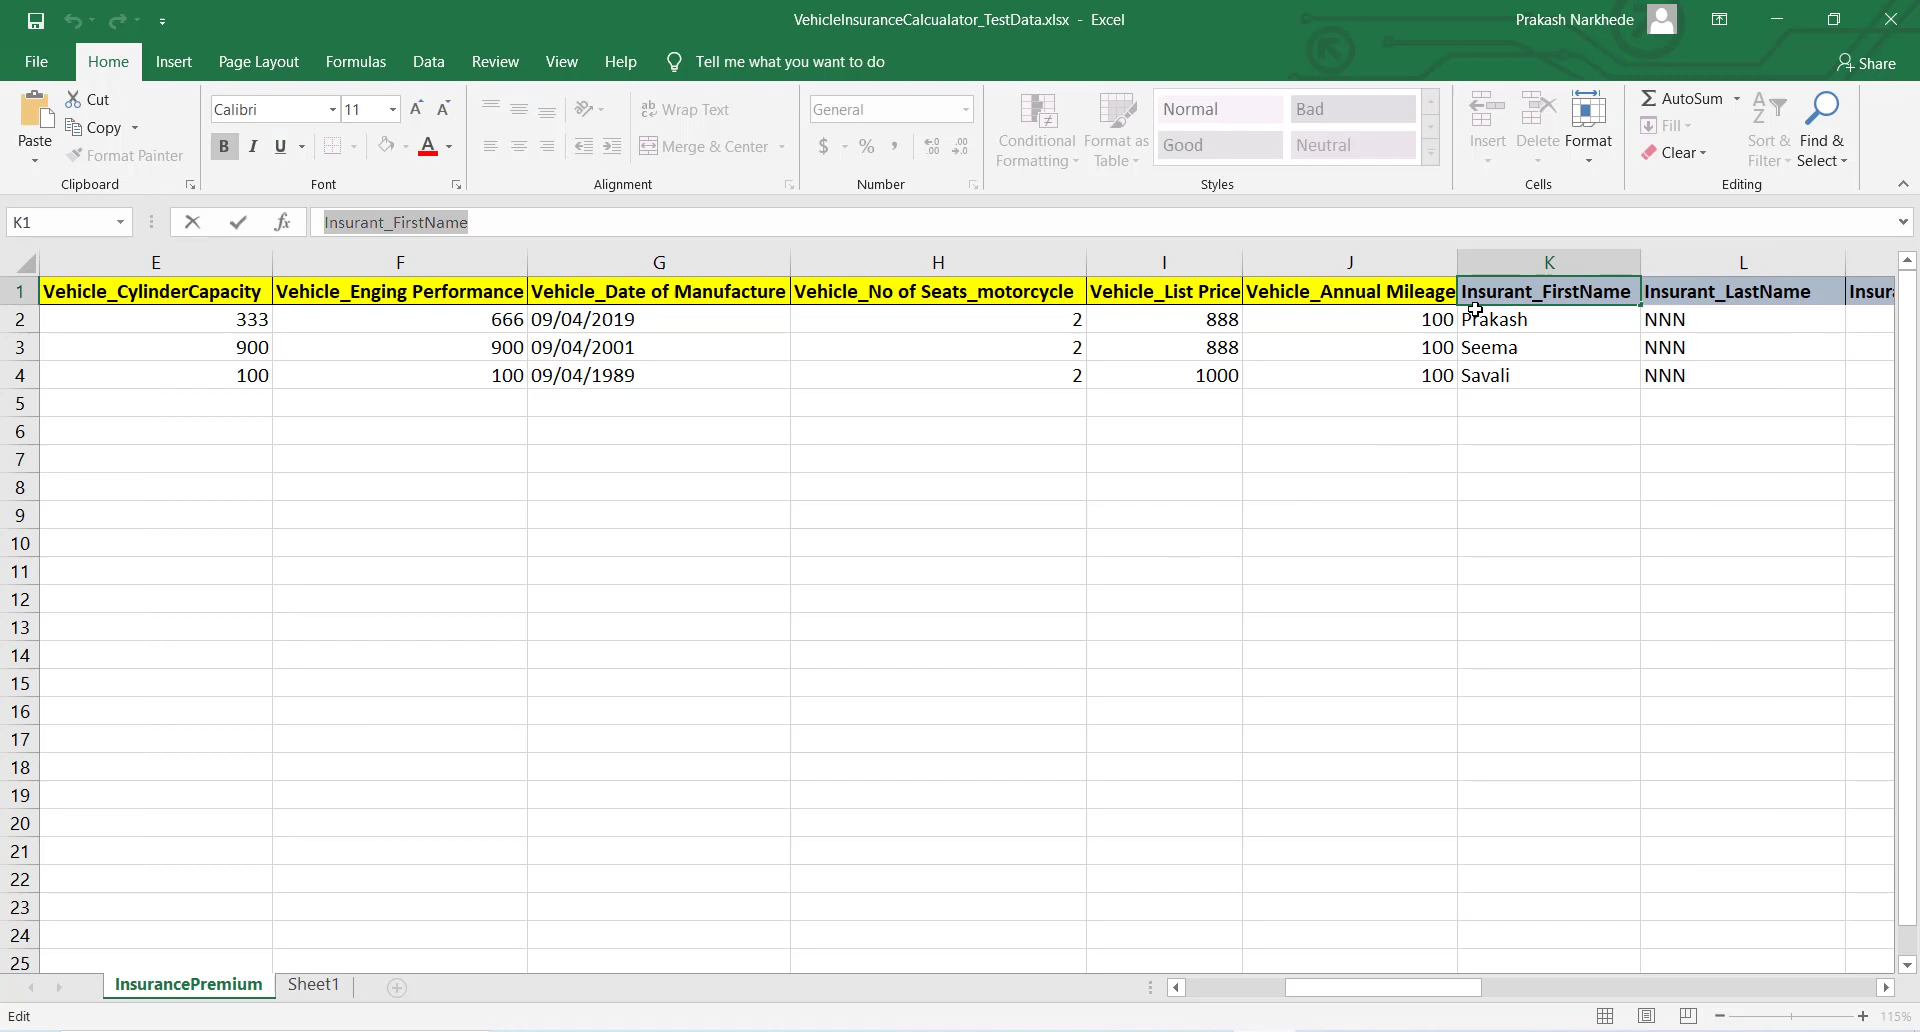 VehicleInsuranceCalcualator_TestData.xlsx - Excel
Prakash Narkhede
File Home Insert Page Layout Formulas Data Review View Help Tell me what you want to do
Share
Paste
Cut
Copy
Format Painter
Clipboard
Calibri 11
B I U
Font
Wrap Text
Merge & Center
Alignment
General
$ % ,
Number
Conditional Formatting
Format as Table
Normal Bad
Good Neutral
Styles
Insert Delete Format
Cells
AutoSum
Fill
Clear
Sort & Filter
Find & Select
Editing
K1 fx Insurant_FirstName
E F G H I J K L
1 Vehicle_CylinderCapacity Vehicle_Enging Performance Vehicle_Date of Manufacture Vehicle_No of Seats_motorcycle Vehicle_List Price Vehicle_Annual Mileage Insurant_FirstName Insurant_LastName Insura
2 333 666 09/04/2019 2 888 100 Prakash NNN
3 900 900 09/04/2001 2 888 100 Seema NNN
4 100 100 09/04/1989 2 1000 100 Savali NNN
5
6
7
8
9
10
11
12
13
14
15
16
17
18
19
20
21
22
23
24
25
InsurancePremium Sheet1
Edit
115%